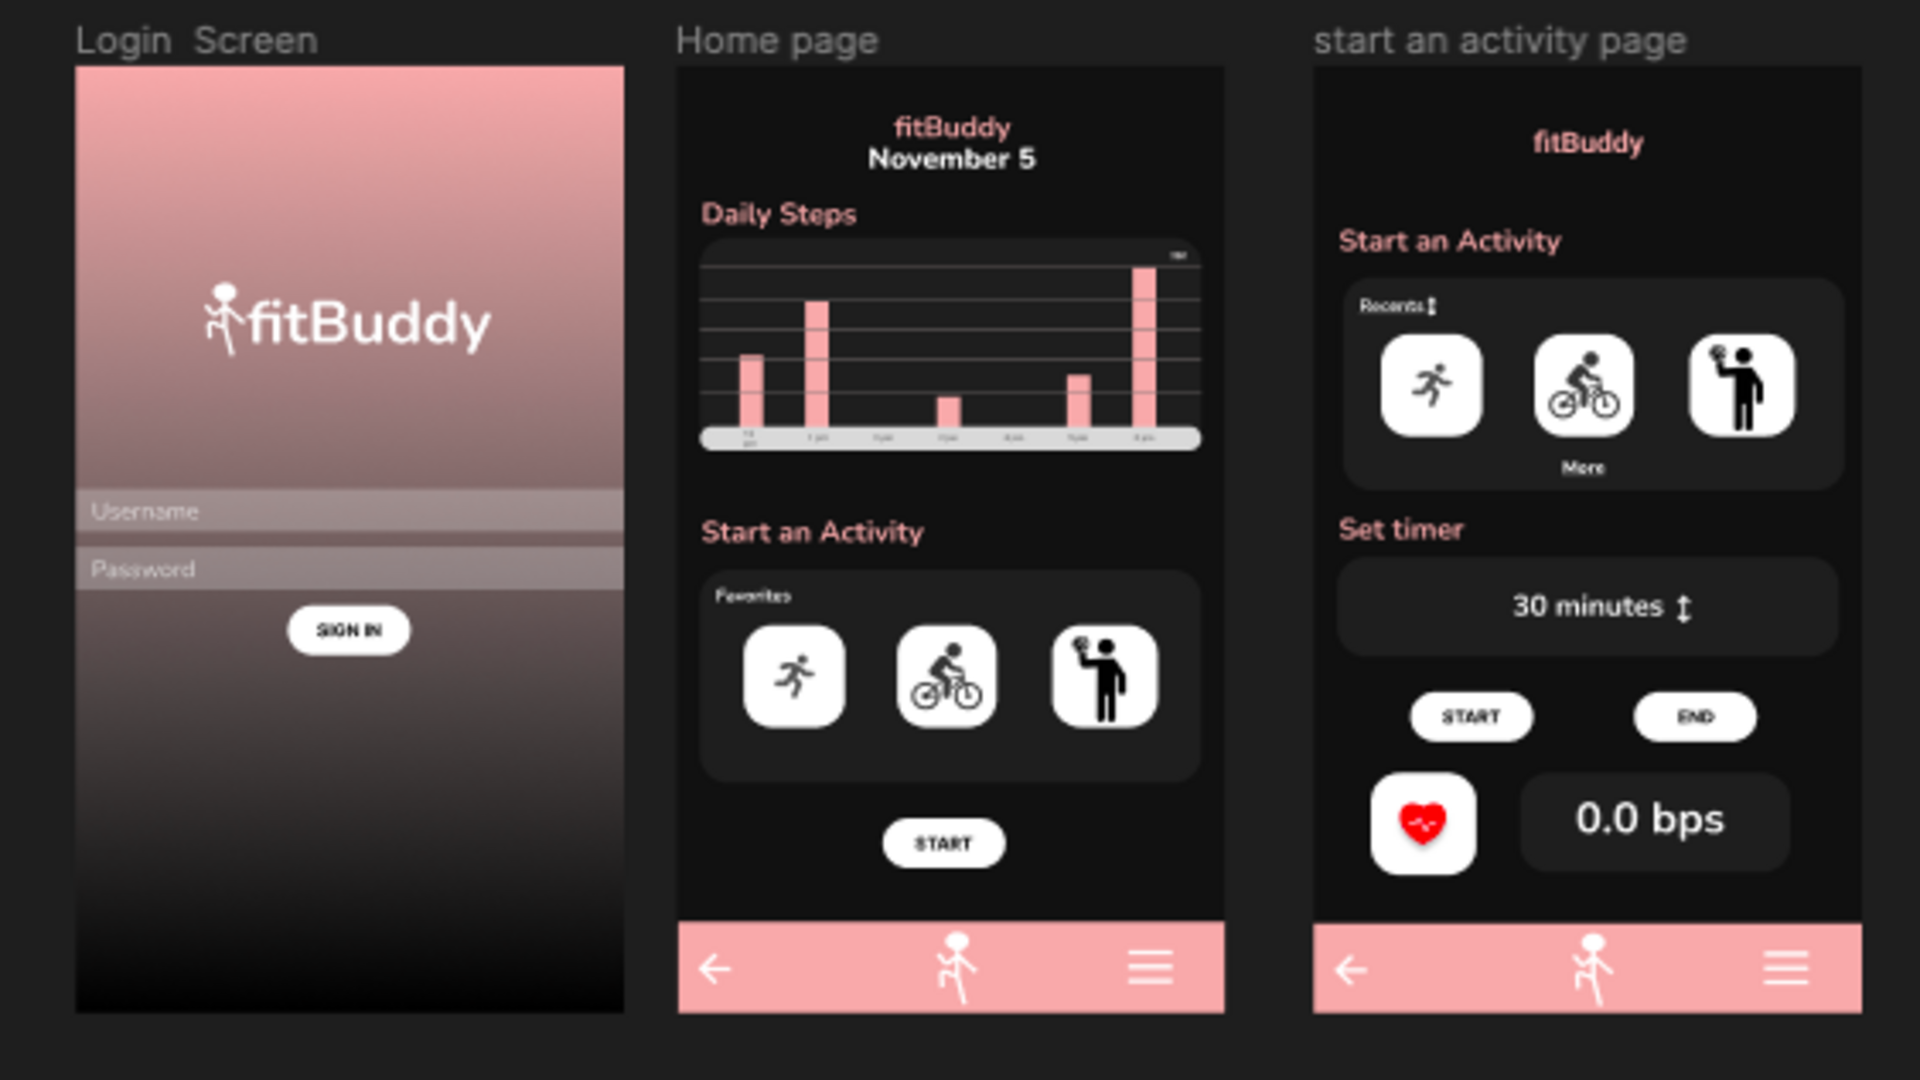 Login Screen
fitBuddy
Username
Password
SIGN IN
Home page
fitBuddy
November 5
Daily Steps
1 pm
Start an Activity
Favorites
START
start an activity page
fitBuddy
Start an Activity
Recents↕
More
Set timer
30 minutes ↕
START
END
0.0 bps